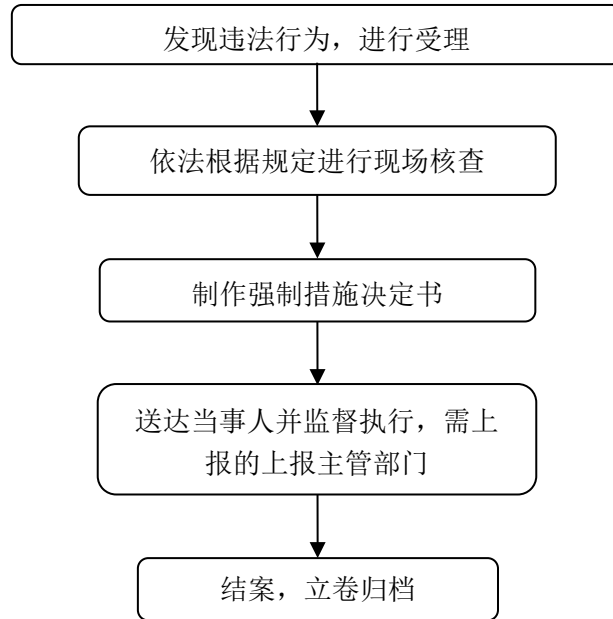 发现违法行为，进行受理
依法根据规定进行现场核查
制作强制措施决定书
送达当事人并监督执行，需上
报的上报主管部门
结案，立卷归档